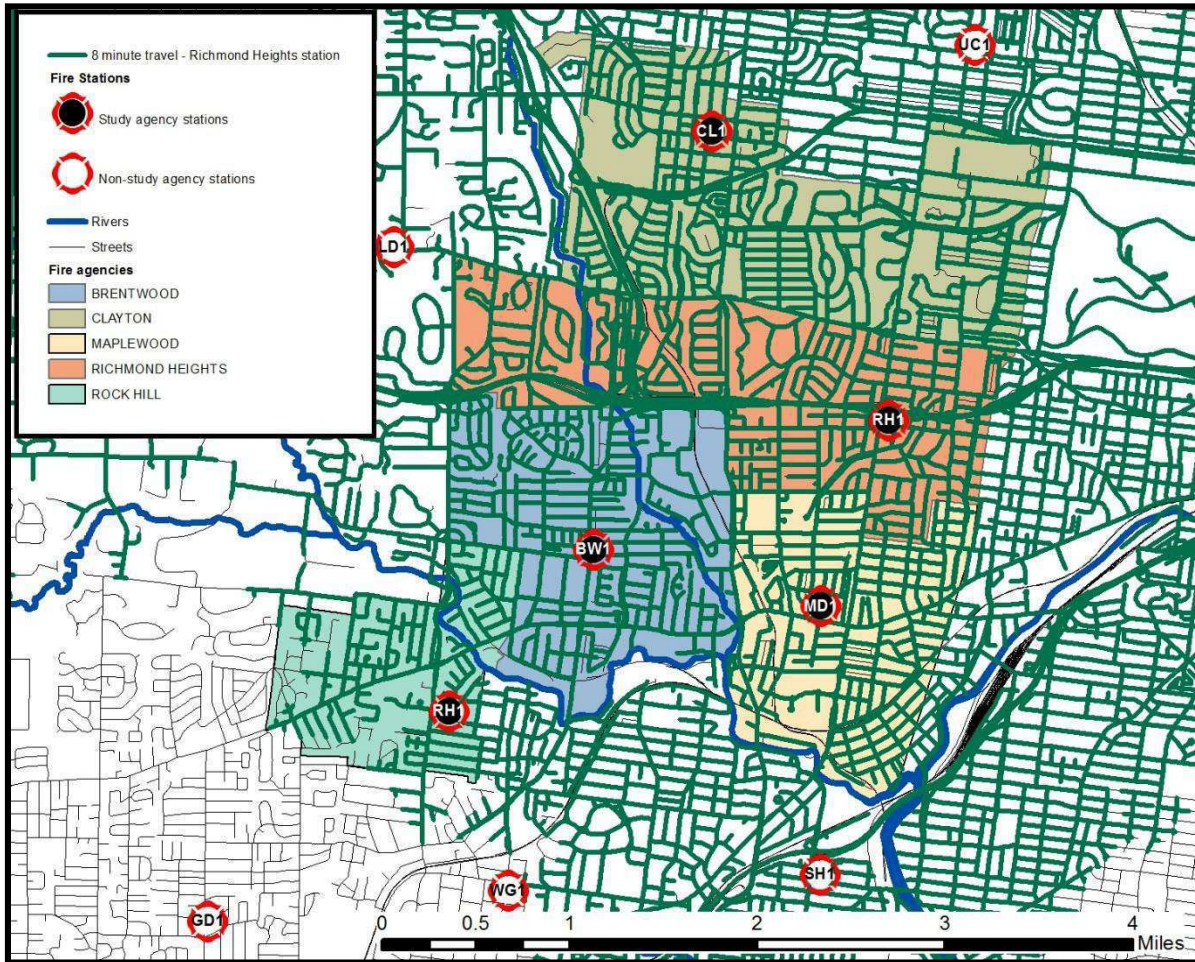 8 minute travel - Richmond Heights station
Fire Stations
Study agency stations
Non-study agency stations
Rivers
Streets
Fire agencies
BRENTWOOD
CLAYTON
MAPLEWOOD
RICHMOND HEIGHTS
ROCK HILL
UC1
CL1
LD1
RH1
BW1
MD1
RH1
SH1
WG1
GD1
0 0.5 1 2 3 4
Miles